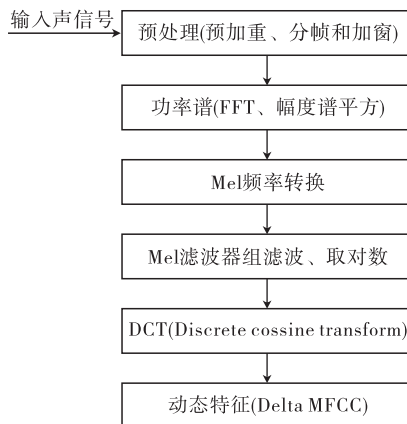 输入声信号
预处理(预加重、分帧和加窗)
功率谱(FFT、幅度谱平方)
Mel频率转换
Mel滤波器组滤波、取对数
DCT(Discrete cossine transform)
动态特征(Delta MFCC)